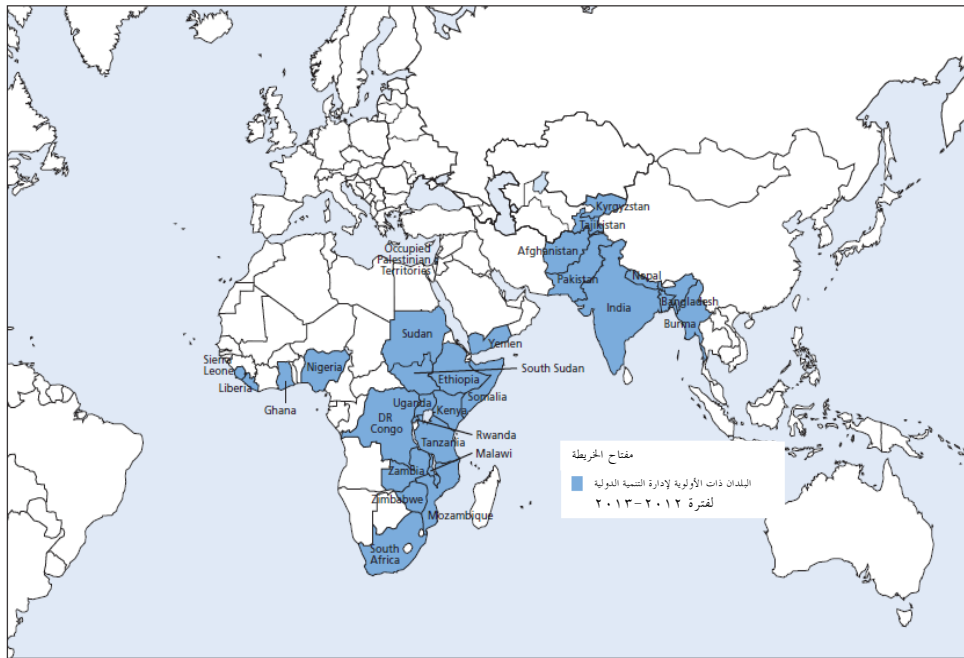 Kyrgyzstan
Tajikistan
Occupied
Palestinian
Territories
Afghanistan
Pakistan
Nepal
India
Bangladesh
Burma
Sudan
Yemen
Sierra
Leone
Liberia
Nigeria
Ghana
South Sudan
Ethiopia
Somalia
Uganda
Kenya
DR
Congo
Rwanda
Tanzania
Malawi
Zambia
Zimbabwe
Mozambique
South
Africa
مفتاح الخريطة
البلدان ذات الأولوية لإدارة التنمية الدولية
لفترة ٢٠١٢-٢٠١٣